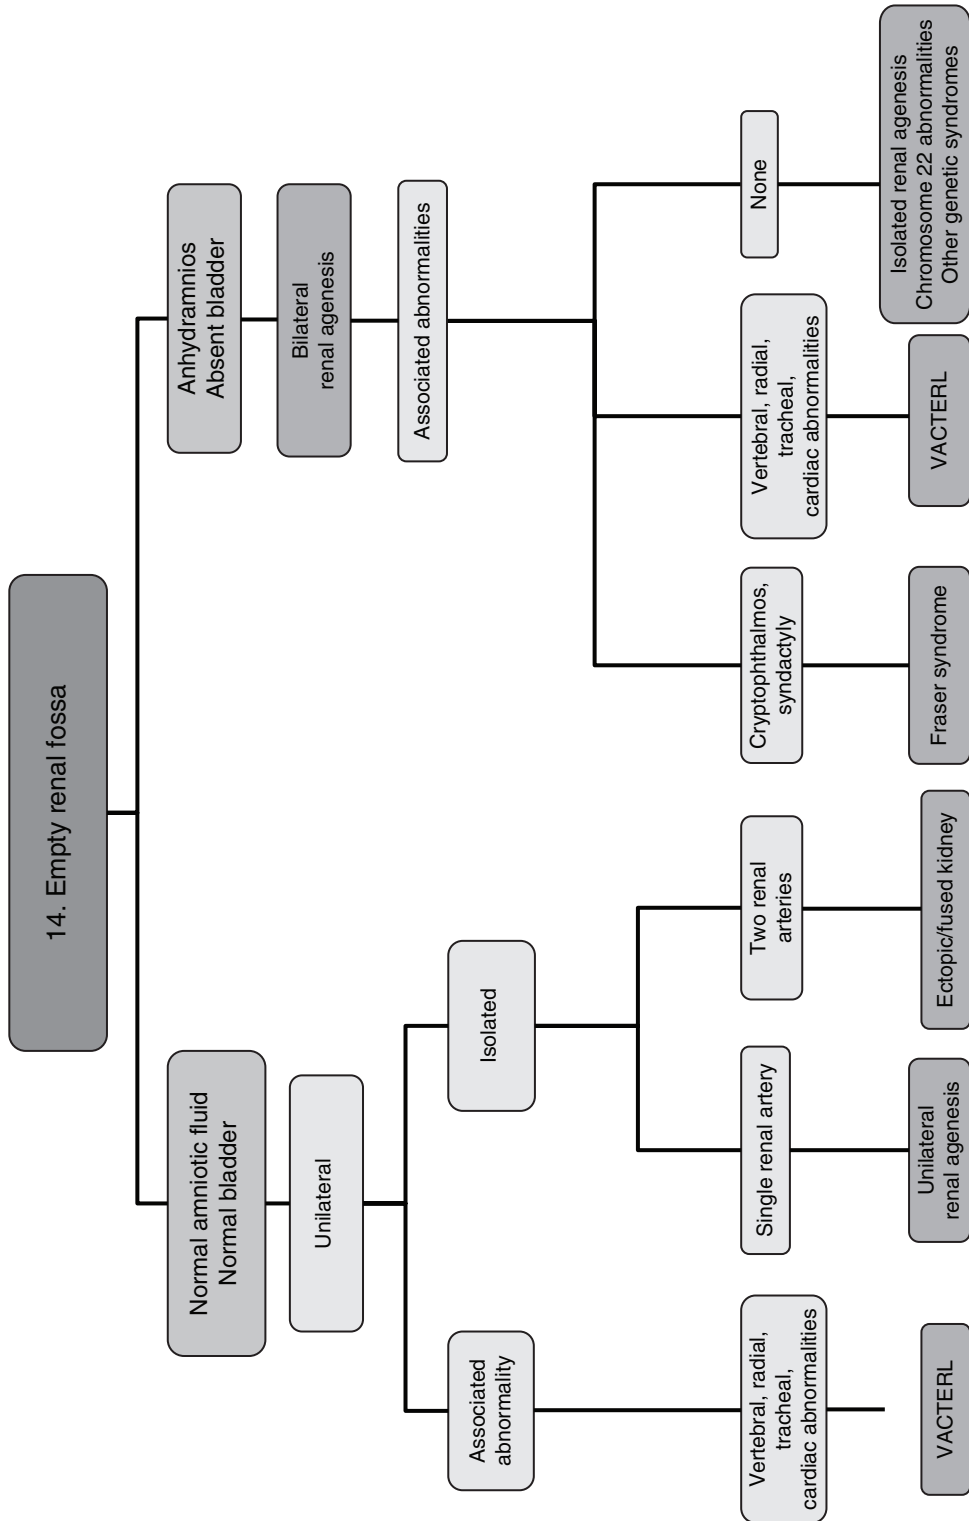 14. Empty renal fossa
Normal amniotic fluid
Normal bladder
Anhydramnios
Absent bladder
Unilateral
Bilateral
renal agenesis
Associated abnormalities
Associated
abnormality
Isolated
Vertebral, radial,
tracheal,
cardiac abnormalities
Single renal artery
Two renal
arteries
Cryptophthalmos,
syndactyly
Vertebral, radial,
tracheal,
cardiac abnormalities
None
VACTERL
Unilateral
renal agenesis
Ectopic/fused kidney
Fraser syndrome
VACTERL
Isolated renal agenesis
Chromosome 22 abnormalities
Other genetic syndromes